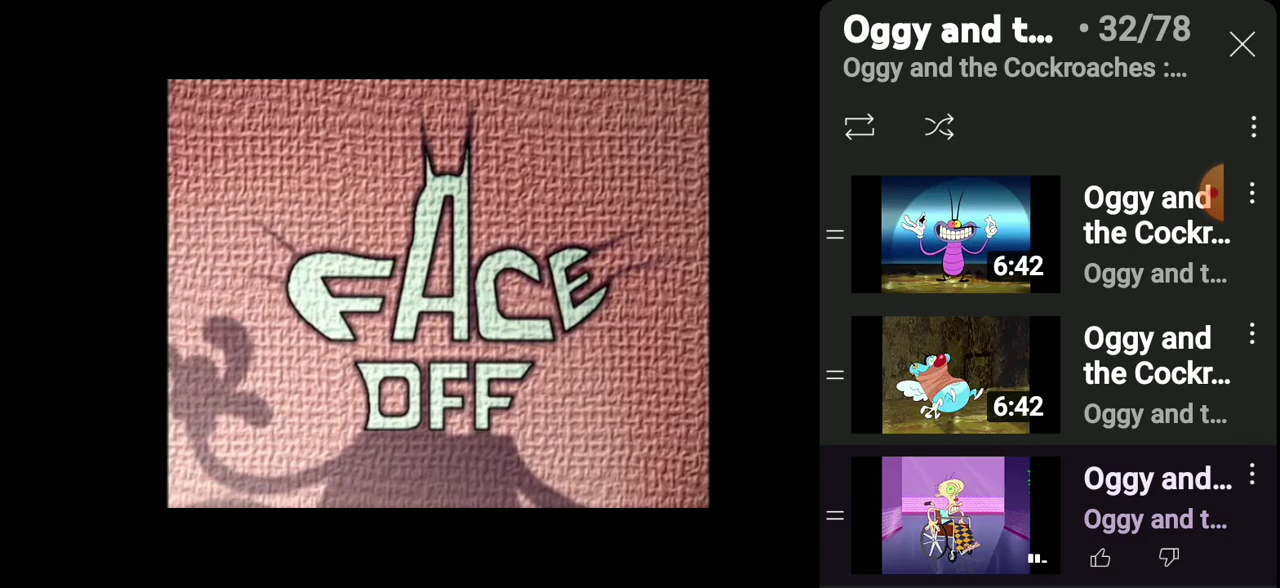 FACE
OFF
Oggy and t... • 32/78
Oggy and the Cockroaches :...
Oggy and
the Cockr...
Oggy and t...
6:42
Oggy and
the Cockr...
Oggy and t...
6:42
Oggy and...
Oggy and t...